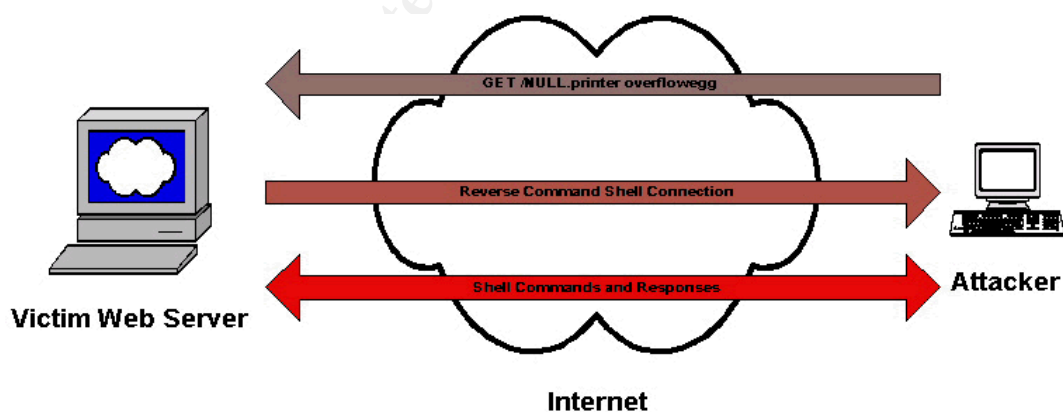 GET /NULL.printer overflowegg
Reverse Command Shell Connection
Shell Commands and Responses
Victim Web Server
Attacker
Internet